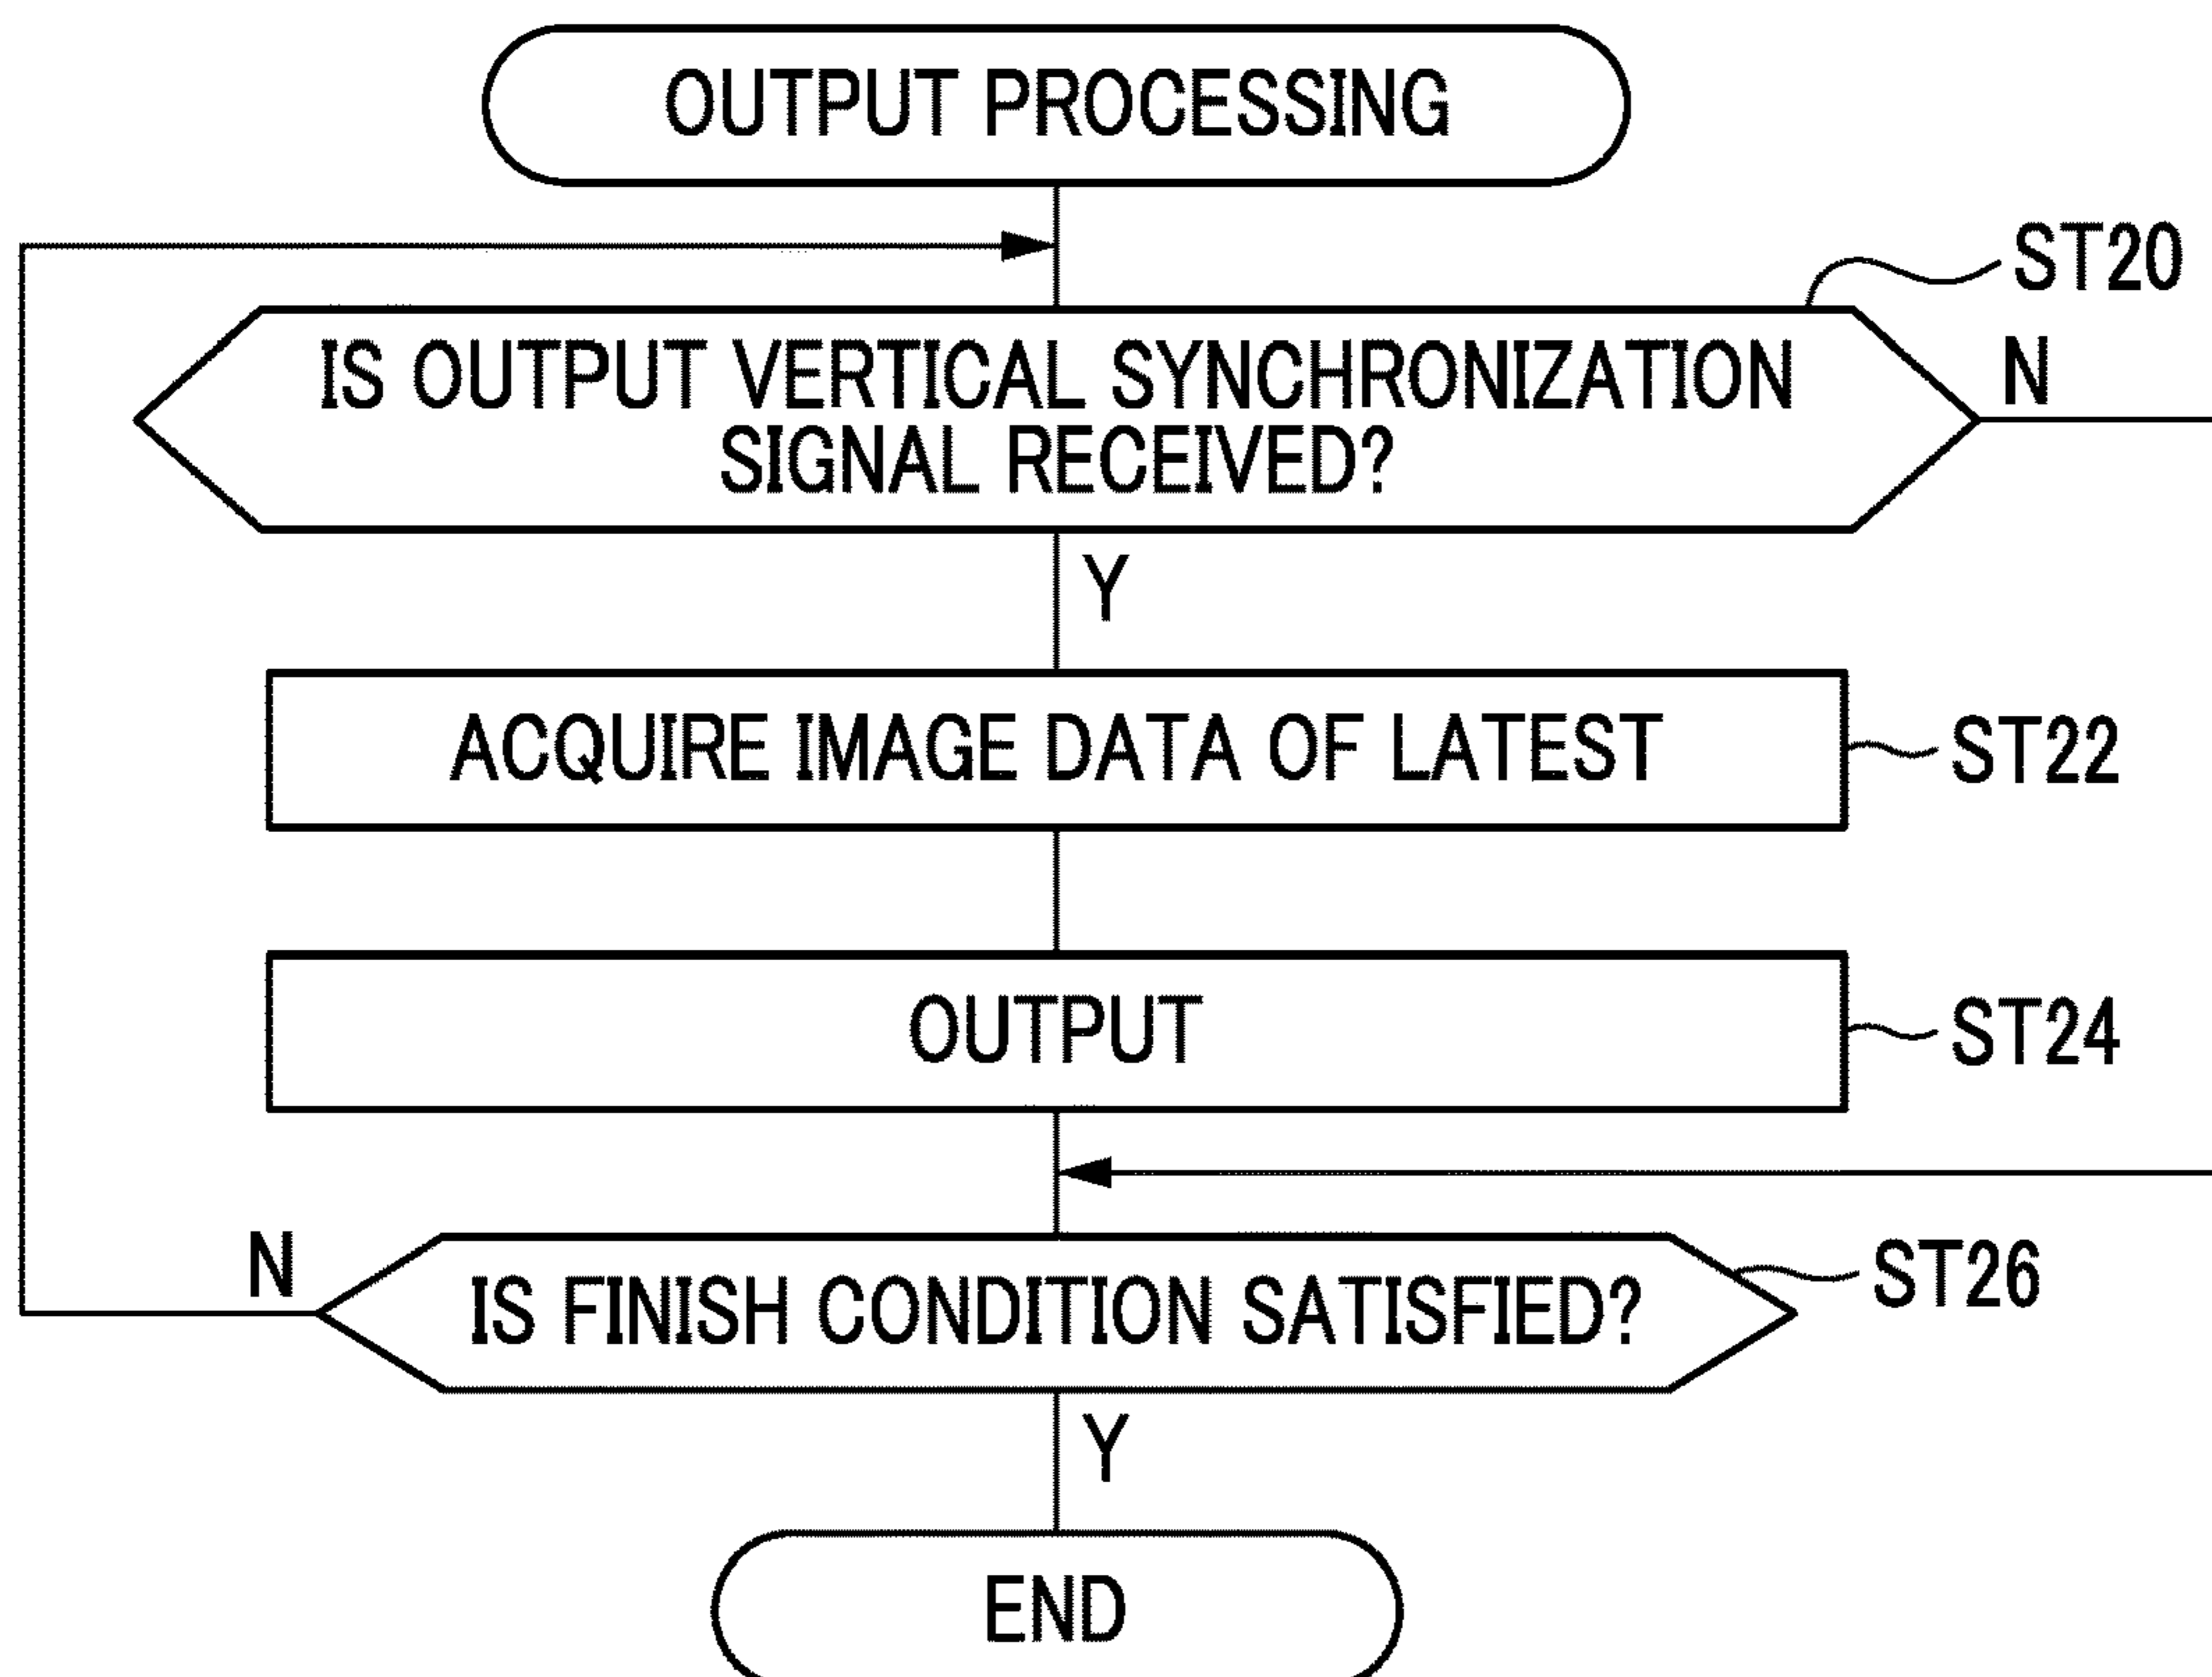 OUTPUT PROCESSING
ST20
IS OUTPUT VERTICAL SYNCHRONIZATION
SIGNAL RECEIVED?
N
Y
ACQUIRE IMAGE DATA OF LATEST
ST22
OUTPUT
ST24
N
IS FINISH CONDITION SATISFIED?
ST26
Y
END